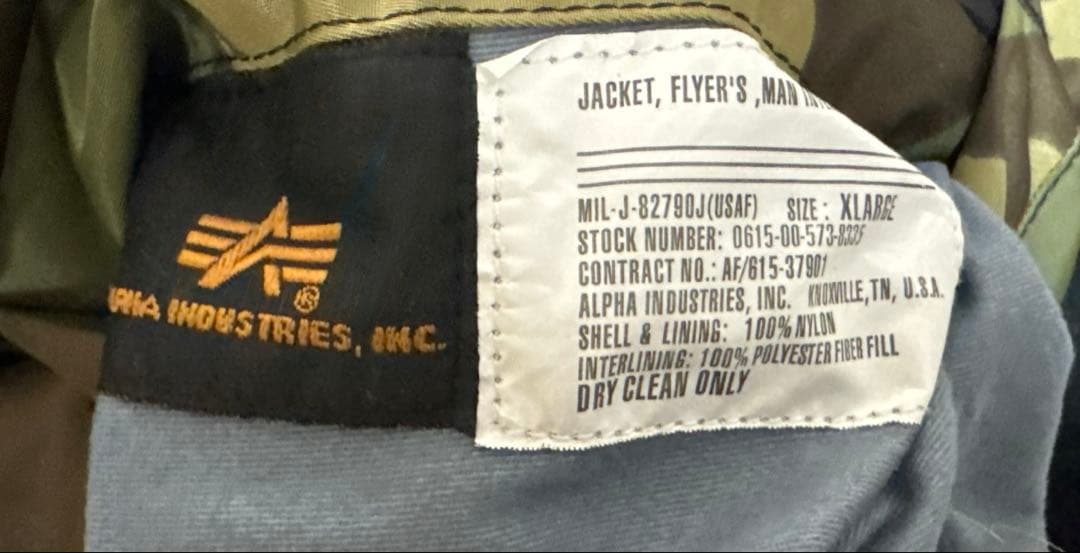 ALPHA INDUSTRIES, INC.
JACKET, FLYER'S ,MAN
MIL-J-82790J(USAF) SIZE: XLARGE
STOCK NUMBER: 0615-00-573-
CONTRACT NO.: AF/615-37901
ALPHA INDUSTRIES, INC. KNOXVILLE,TN, U.S.A.
SHELL & LINING: 100% NYLON
INTERLINING: 100% POLYESTER FIBER FILL
DRY CLEAN ONLY